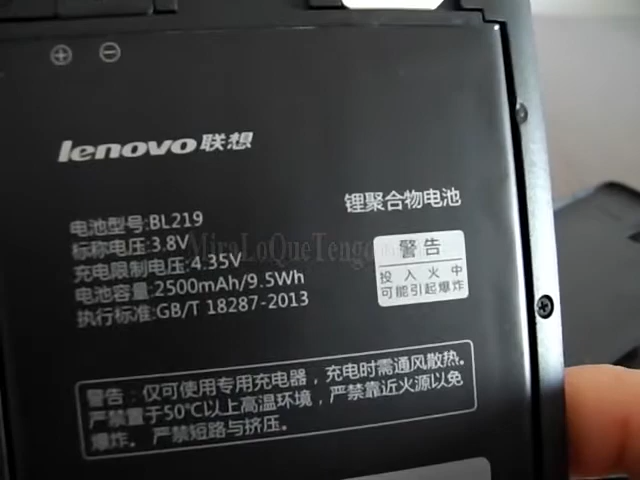 ⊕ ⊖
lenovo联想
锂聚合物电池
电池型号:BL219
标称电压:3.8V
充电限制电压:4.35V
电池容量:2500mAh/9.5Wh
执行标准:GB/T 18287-2013
警告
投入火中
可能引起爆炸
MiraLoQueTengo
警告：仅可使用专用充电器，充电时需通风散热。
严禁置于50℃以上高温环境，严禁靠近火源以免
爆炸。严禁短路与挤压。